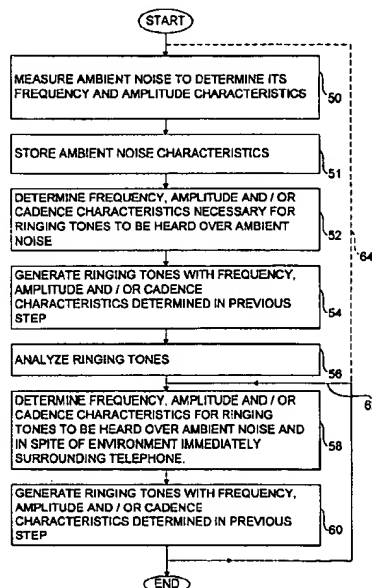 START
MEASURE AMBIENT NOISE TO DETERMINE ITS
FREQUENCY AND AMPLITUDE CHARACTERISTICS
50
STORE AMBIENT NOISE CHARACTERISTICS
51
DETERMINE FREQUENCY, AMPLITUDE AND / OR
CADENCE CHARACTERISTICS NECESSARY FOR
RINGING TONES TO BE HEARD OVER AMBIENT
NOISE
52
64
GENERATE RINGING TONES WITH FREQUENCY,
AMPLITUDE AND / OR CADENCE
CHARACTERISTICS DETERMINED IN PREVIOUS
STEP
54
ANALYZE RINGING TONES
56
6
DETERMINE FREQUENCY, AMPLITUDE AND / OR
CADENCE CHARACTERISTICS FOR RINGING
TONES TO BE HEARD OVER AMBIENT NOISE AND
IN SPITE OF ENVIRONMENT IMMEDIATELY
SURROUNDING TELEPHONE.
58
GENERATE RINGING TONES WITH FREQUENCY,
AMPLITUDE AND / OR CADENCE
CHARACTERISTICS DETERMINED IN PREVIOUS
STEP
60
END